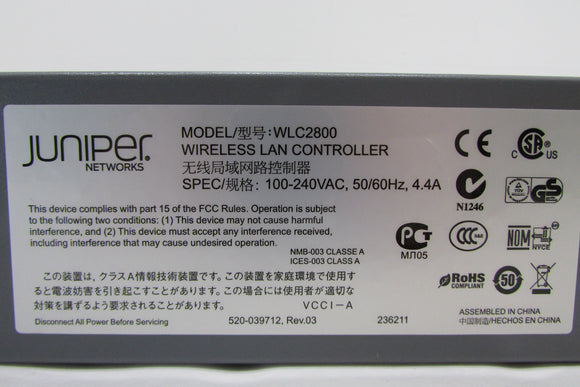 JUNIPER
NETWORKS
MODEL/型号: WLC2800
WIRELESS LAN CONTROLLER
无线局域网路控制器
SPEC/规格: 100-240VAC, 50/60Hz, 4.4A
CE
C SA US
N1246
This device complies with part 15 of the FCC Rules. Operation is subject
to the following two conditions: (1) This device may not cause harmful
interference, and (2) This device must accept any interference received,
including interference that may cause undesired operation.
NMB-003 CLASSE A
ICES-003 CLASS A
TÜV
GS
МЛ05
CCC
NOM
NYCE
この装置は、クラスA情報技術装置です。この装置を家庭環境で使用す
ると電波妨害を引き起こすことがあります。この場合には使用者が適切
な対策を講ずるよう要求されることがあります。 VCCI-A
RoHS
COMPLIANT
50
Disconnect All Power Before Servicing
520-039712, Rev.03
236211
ASSEMBLED IN CHINA
中国制造/HECHOS EN CHINA